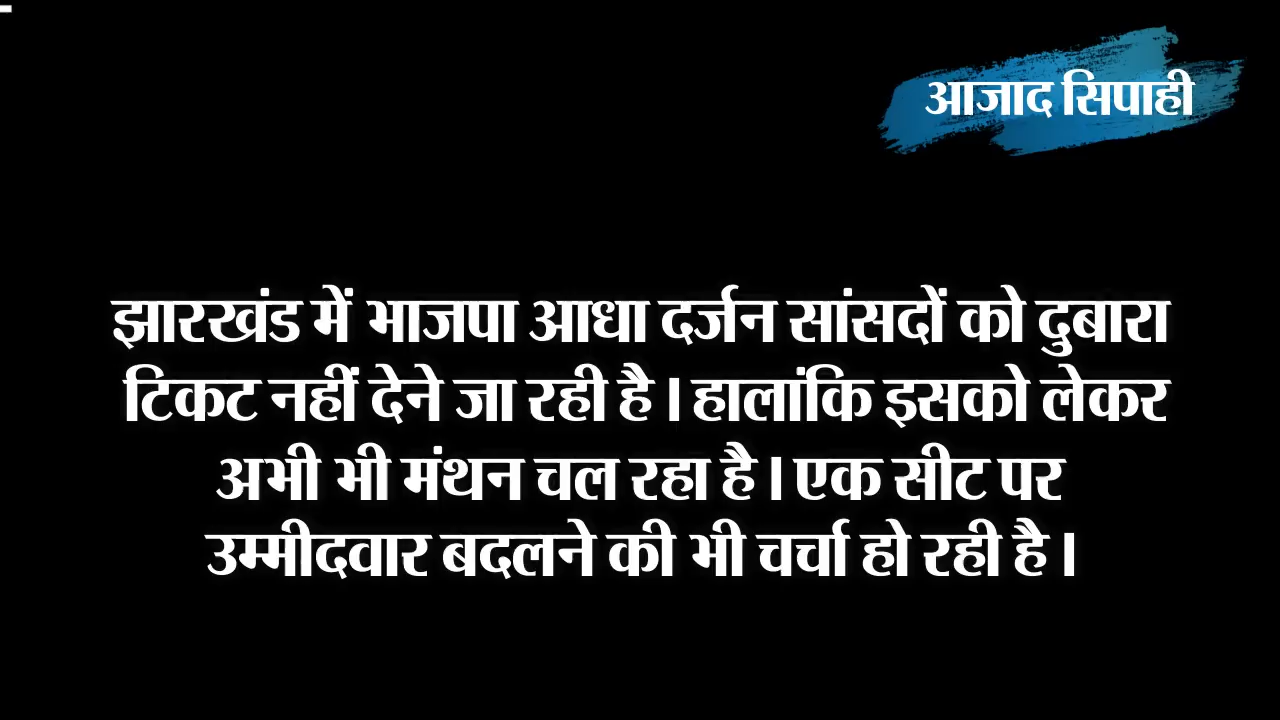 आजाद सिपाही
झारखंड में भाजपा आधा दर्जन सांसदों को दुबारा
टिकट नहीं देने जा रही है । हालांकि इसको लेकर
अभी भी मंथन चल रहा है । एक सीट पर
उम्मीदवार बदलने की भी चर्चा हो रही है ।